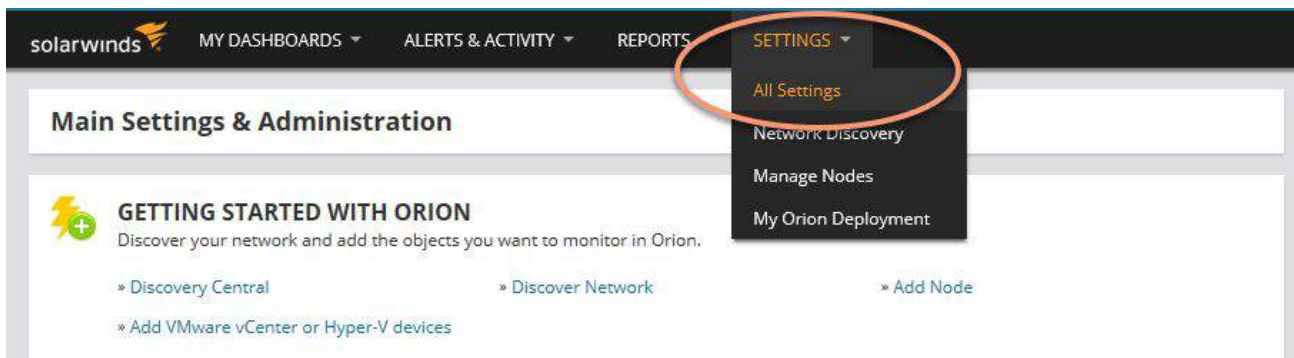 solarwinds MY DASHBOARDS ALERTS & ACTIVITY REPORTS SETTINGS
All Settings
Network Discovery
Manage Nodes
My Orion Deployment
Main Settings & Administration
GETTING STARTED WITH ORION
Discover your network and add the objects you want to monitor in Orion.
» Discovery Central » Discover Network » Add Node
» Add VMware vCenter or Hyper-V devices